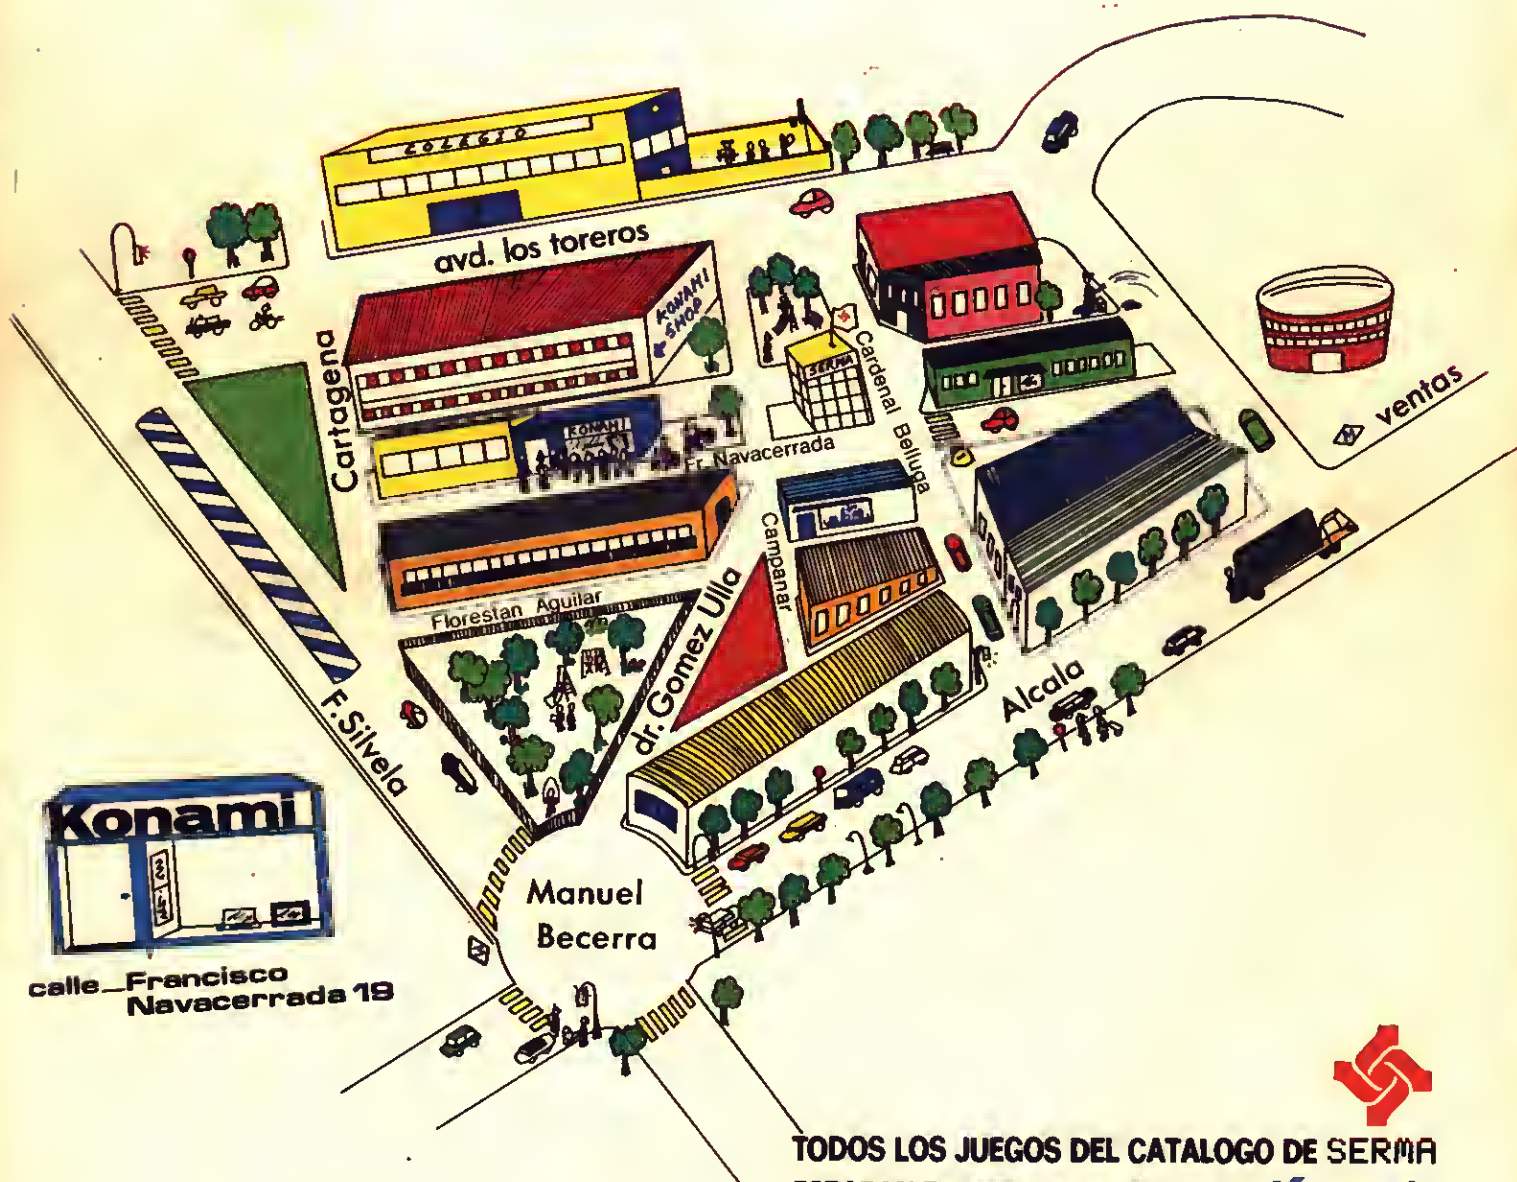 COLEGIO
avd. los toreros
KONAMI
SHOP
Cartagena
SERMA
Cardenal Belluga
ventas
KONAMI
Fr. Navacerrada
Campanar
Florestan Aguilar
dr. Gomez Ulla
Alcala
F. Silvela
Konami
Manuel
Becerra
calle_Francisco
Navacerrada 19
TODOS LOS JUEGOS DEL CATALOGO DE SERMA